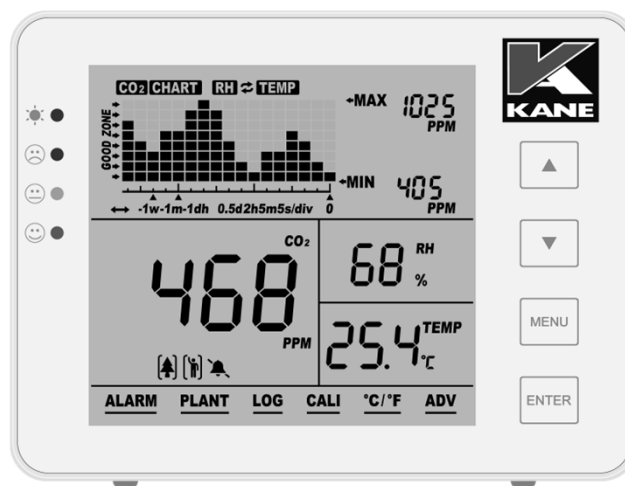 CO₂ CHART RH ⇄ TEMP
GOOD ZONE
←MAX 1025
PPM
←MIN 405
PPM
↔ -1w-1m-1dh 0.5d2h5m5s/div 0
CO₂
468
PPM
68 RH
%
25.4 TEMP
°C
ALARM PLANT LOG CALI °C/°F ADV
KANE
MENU
ENTER